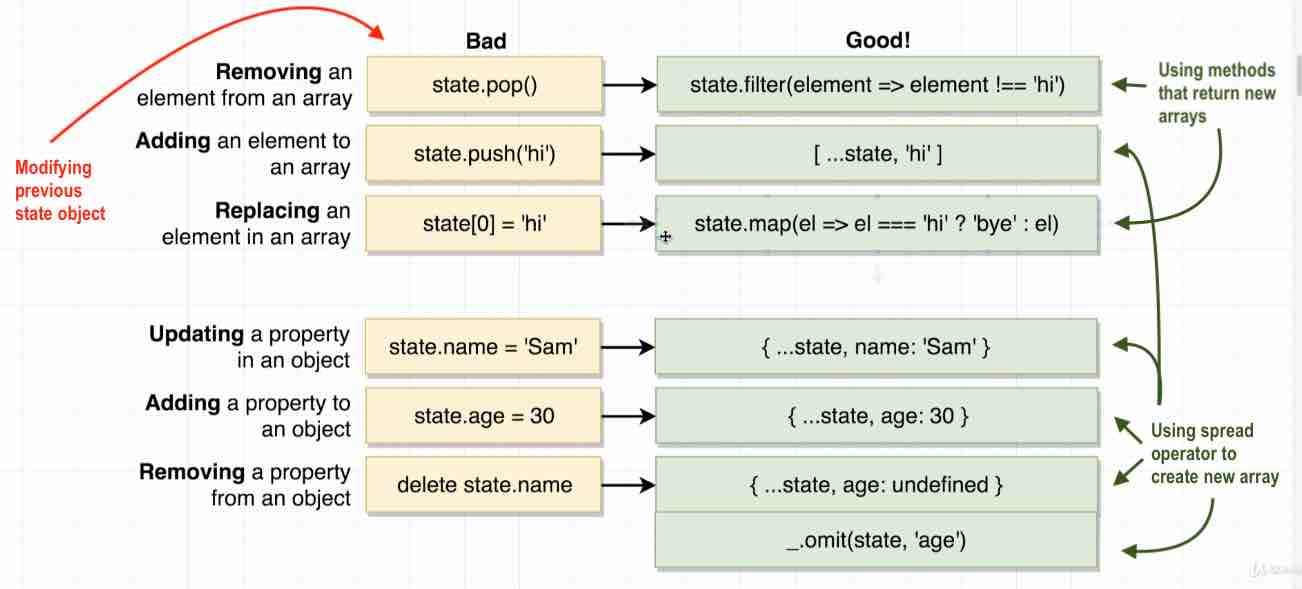 Bad
Good!
Removing an
element from an array
state.pop()
state.filter(element => element !== 'hi')
Using methods
that return new
arrays
Adding an element to
an array
state.push('hi')
[ ...state, 'hi' ]
Modifying
previous
state object
Replacing an
element in an array
state[0] = 'hi'
state.map(el => el === 'hi' ? 'bye' : el)
Updating a property
in an object
state.name = 'Sam'
{ ...state, name: 'Sam' }
Adding a property to
an object
state.age = 30
{ ...state, age: 30 }
Using spread
operator to
create new array
Removing a property
from an object
delete state.name
{ ...state, age: undefined }
_.omit(state, 'age')